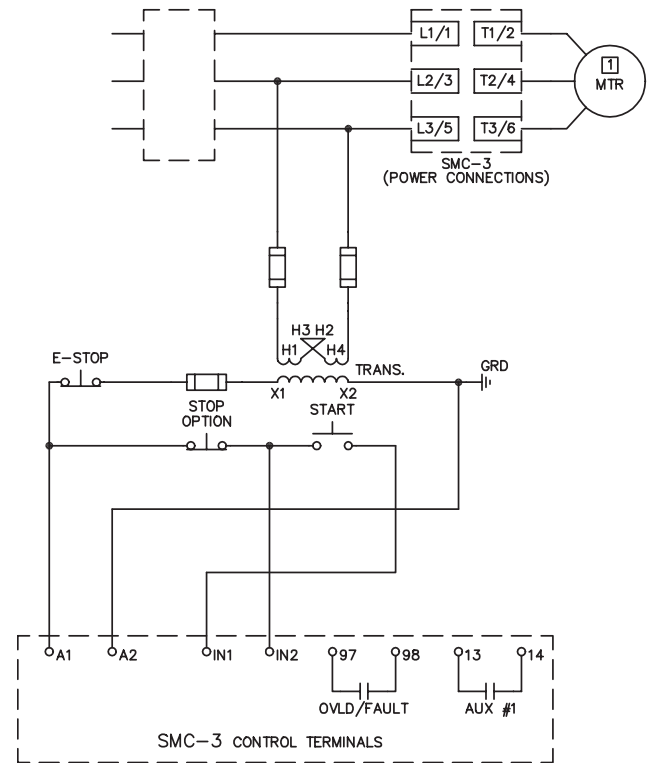 L1/1 T1/2
1
MTR
L2/3 T2/4
L3/5 T3/6
SMC-3
(POWER CONNECTIONS)
H3 H2
H1 H4
E-STOP
TRANS.
GRD
X1 X2
STOP
OPTION
START
A1 A2 IN1 IN2 97 98 13 14
OVLD/FAULT AUX #1
SMC-3 CONTROL TERMINALS